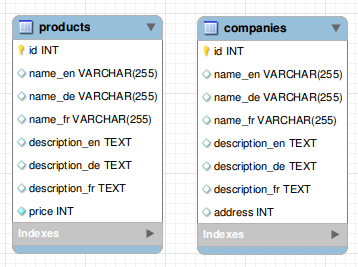 products
id INT
name_en VARCHAR(255)
name_de VARCHAR(255)
name_fr VARCHAR(255)
description_en TEXT
description_de TEXT
description_fr TEXT
price INT
Indexes
companies
id INT
name_en VARCHAR(255)
name_de VARCHAR(255)
name_fr VARCHAR(255)
description_en TEXT
description_de TEXT
description_fr TEXT
address INT
Indexes